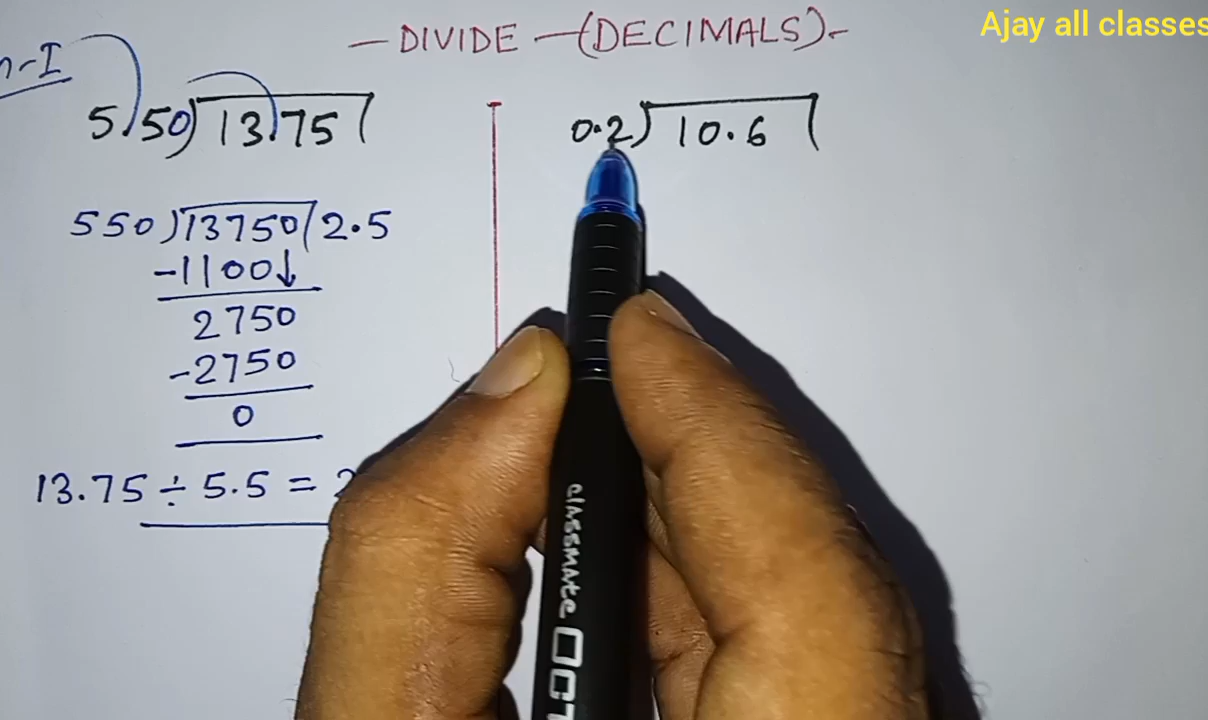 Ajay all classes
— DIVIDE — (DECIMALS) -
5.50) 13.75 (
550) 13750 ( 2.5
-1100↓
2750
-2750
0
13.75 ÷ 5.5 =
0.2) 10.6 (
classmate